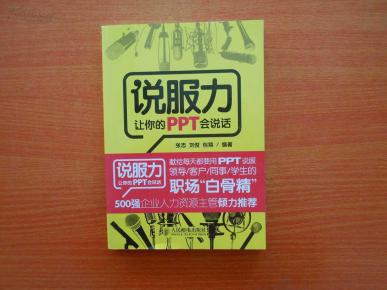 说服力
让你的PPT会说话
张志 刘俊 包翔 / 编著
说服力
让你的PPT会说话
献给每天都要用PPT说服
领导/客户/同事/学生的
职场“白骨精”
500强企业人力资源主管倾力推荐
人民邮电出版社